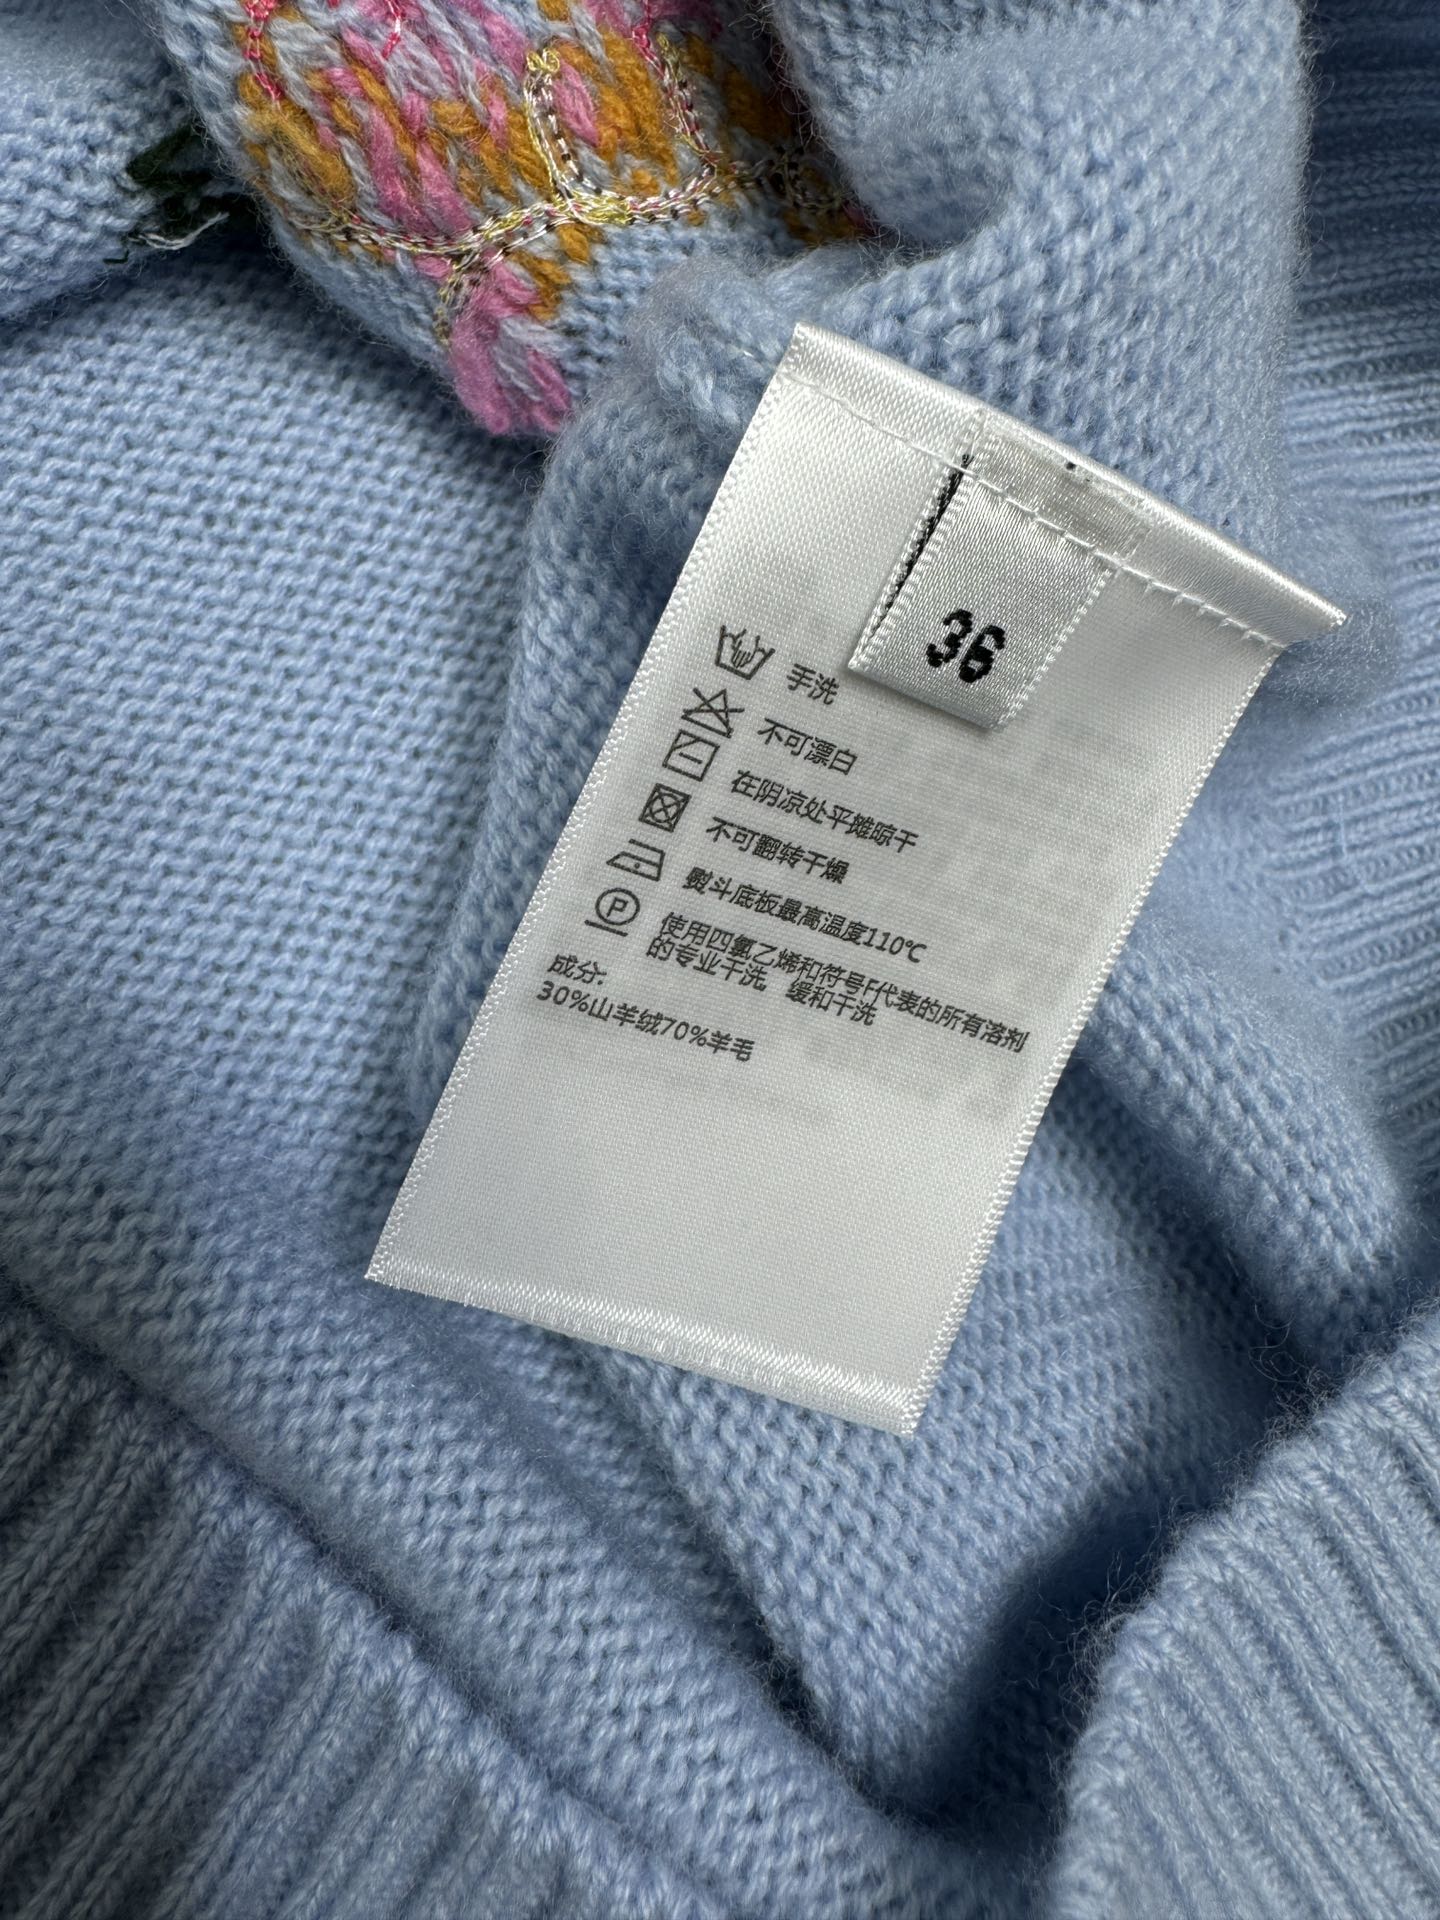 36
手洗
不可漂白
在阴凉处平摊晾干
不可翻转干燥
熨斗底板最高温度110℃
P
使用四氯乙烯和符号F代表的所有溶剂
的专业干洗 缓和干洗
成分:
30%山羊绒70%羊毛